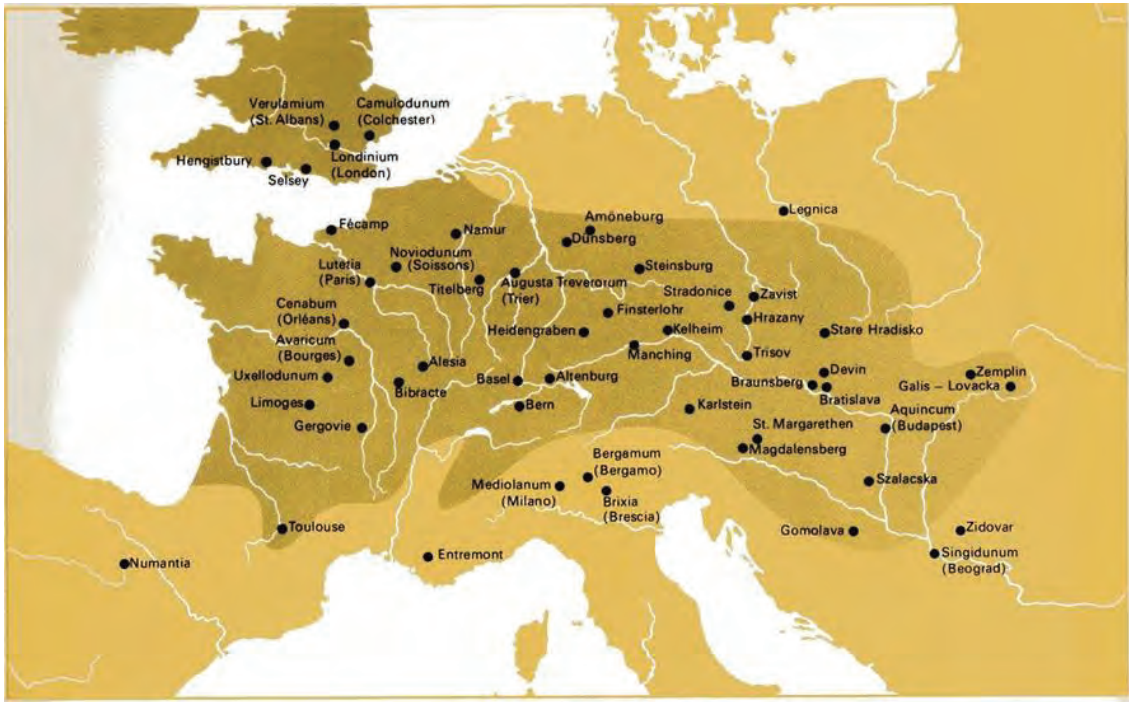 Verulamium
(St. Albans)
Camulodunum
(Colchester)
Hengistbury
Selsey
Londinium
(London)
Fécamp
Namur
Amöneburg
Dünsberg
Legnica
Noviodunum
(Soissons)
Lutetia
(Paris)
Titelberg
Augusta Treverorum
(Trier)
Steinsburg
Stradonice
Zavist
Cenabum
(Orléans)
Finsterlohr
Hrazany
Heidengraben
Kelheim
Stare Hradisko
Avaricum
(Bourges)
Manching
Trisov
Alesia
Uxellodunum
Bibracte
Basel
Altenburg
Devin
Braunsberg
Bratislava
Zemplin
Galis – Lovacka
Limoges
Bern
Karlstein
Aquincum
(Budapest)
Gergovie
St. Margarethen
Magdalensberg
Bergamum
(Bergamo)
Mediolanum
(Milano)
Brixia
(Brescia)
Szalacska
Toulouse
Gomolava
Zidovar
Entremont
Singidunum
(Beograd)
Numantia